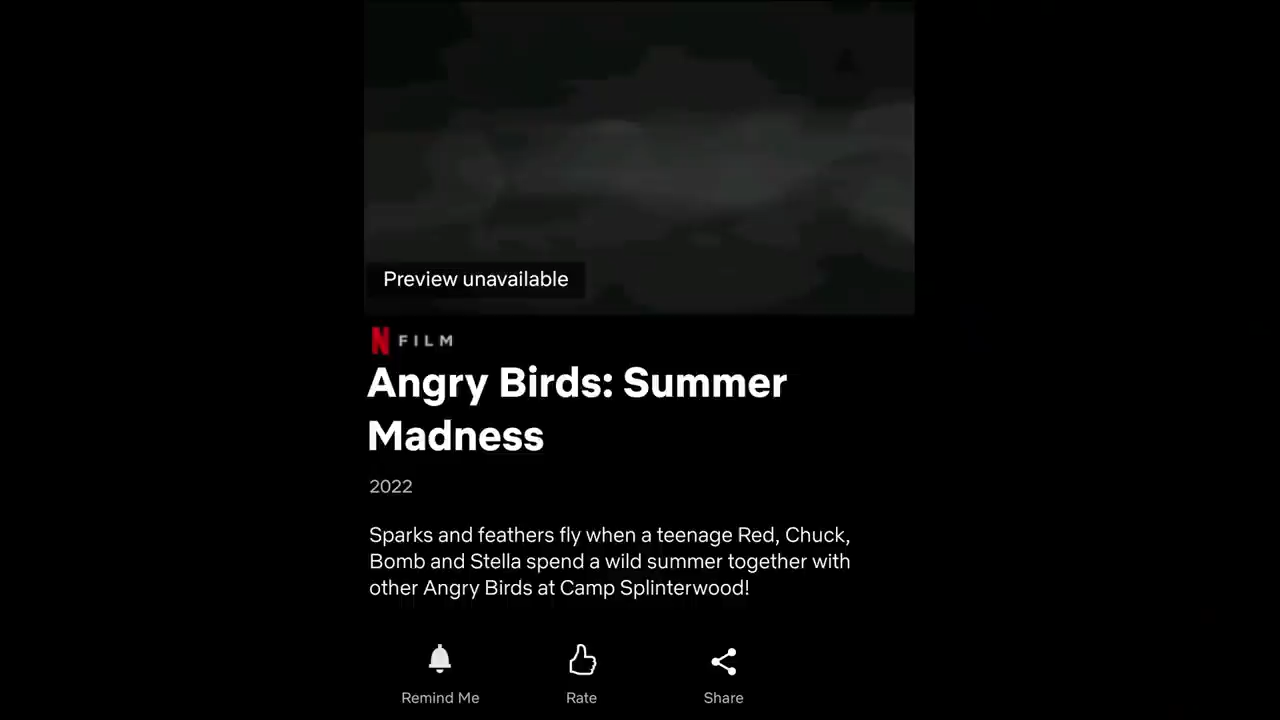 Preview unavailable
N FILM
Angry Birds: Summer
Madness
2022
Sparks and feathers fly when a teenage Red, Chuck,
Bomb and Stella spend a wild summer together with
other Angry Birds at Camp Splinterwood!
Remind Me Rate Share